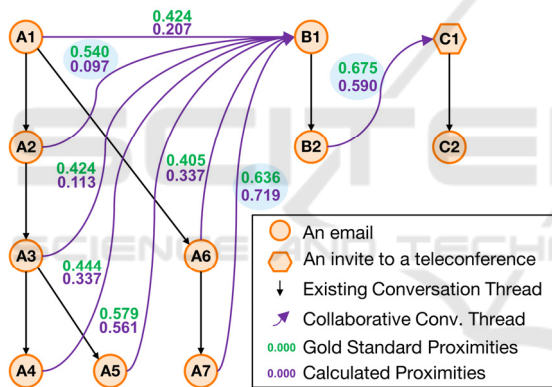 A1
0.424
0.207
B1
C1
0.540
0.097
0.675
0.590
A2
B2
C2
0.424
0.113
0.405
0.337
0.636
0.719
A3
0.444
0.337
A6
0.579
0.561
A4
A5
A7
An email
An invite to a teleconference
Existing Conversation Thread
Collaborative Conv. Thread
0.000 Gold Standard Proximities
0.000 Calculated Proximities